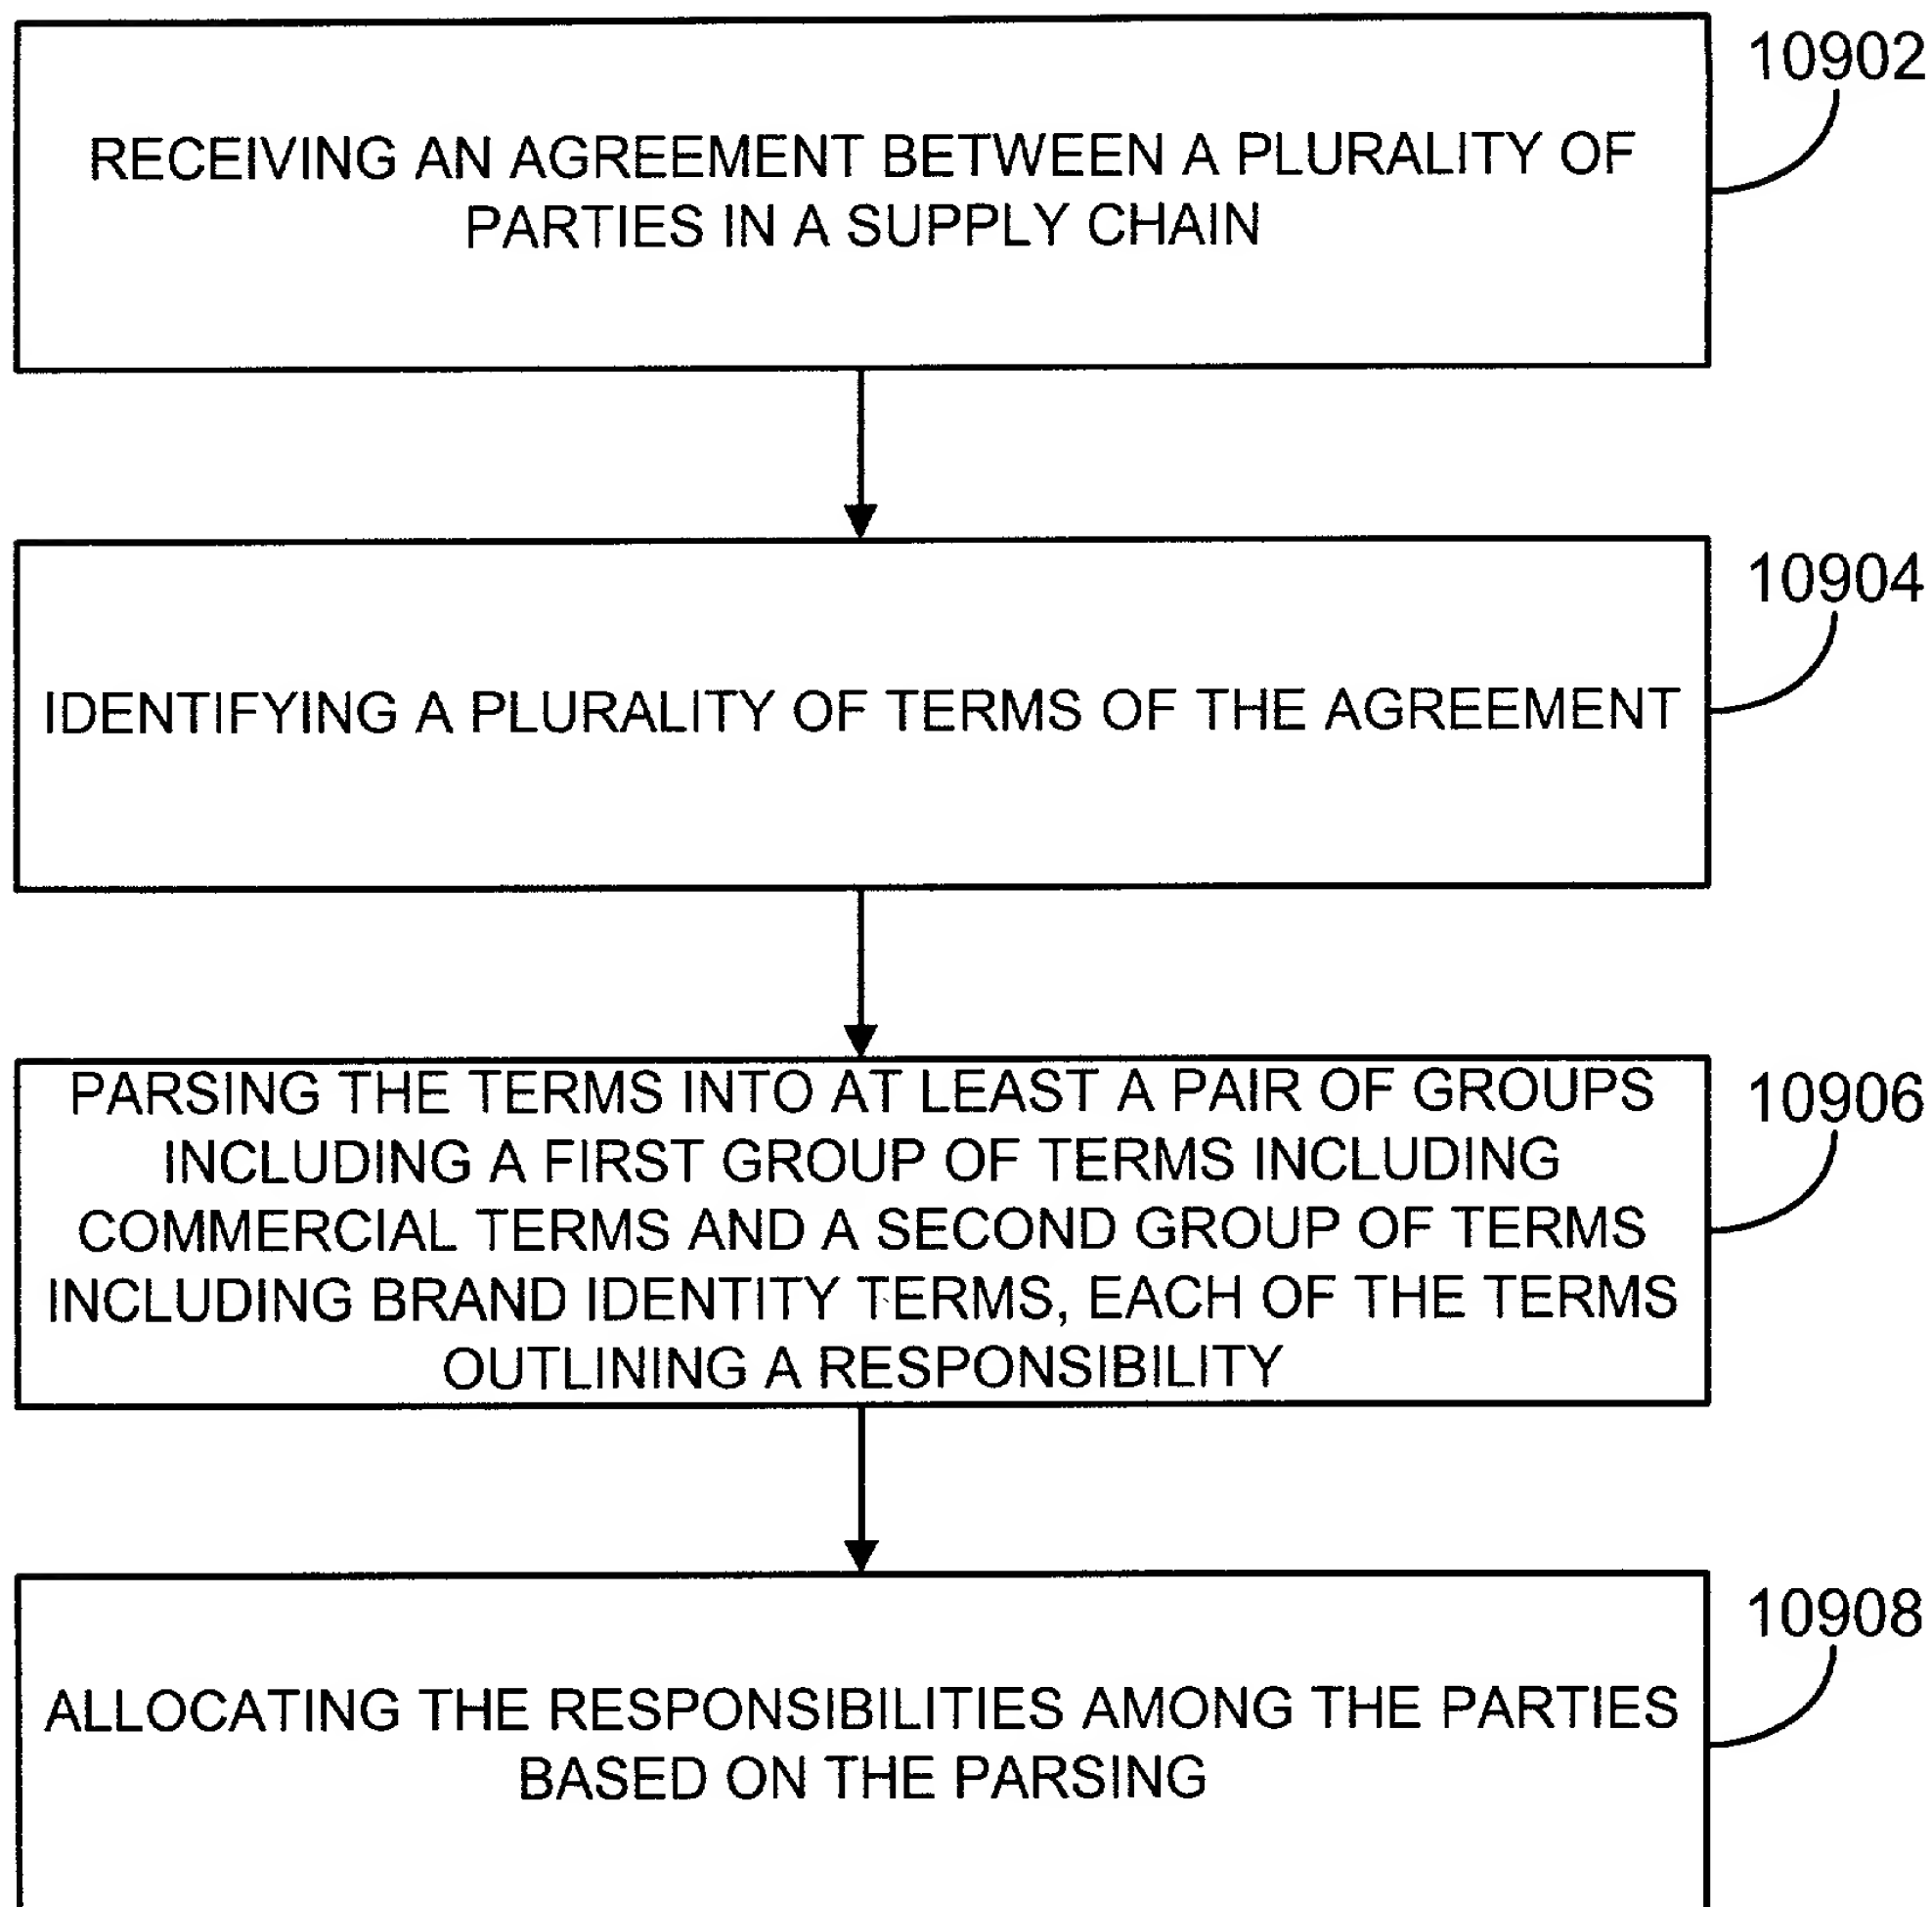 10902
RECEIVING AN AGREEMENT BETWEEN A PLURALITY OF
PARTIES IN A SUPPLY CHAIN
10904
IDENTIFYING A PLURALITY OF TERMS OF THE AGREEMENT
10906
PARSING THE TERMS INTO AT LEAST A PAIR OF GROUPS
INCLUDING A FIRST GROUP OF TERMS INCLUDING
COMMERCIAL TERMS AND A SECOND GROUP OF TERMS
INCLUDING BRAND IDENTITY TERMS, EACH OF THE TERMS
OUTLINING A RESPONSIBILITY
10908
ALLOCATING THE RESPONSIBILITIES AMONG THE PARTIES
BASED ON THE PARSING